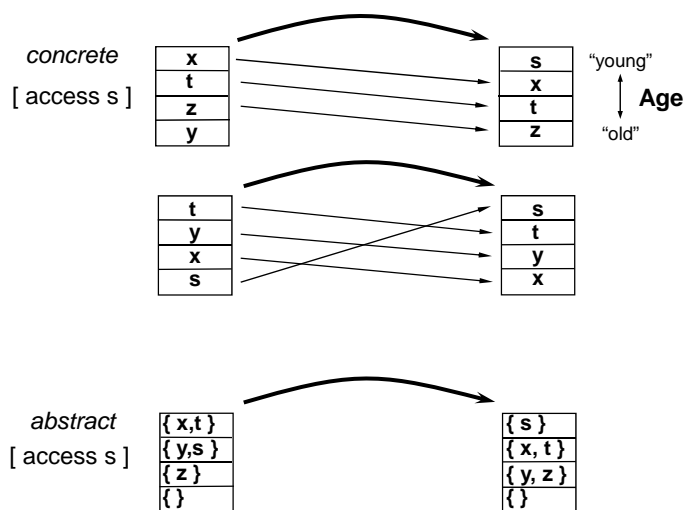 concrete
[ access s ]
x
t
z
y
s
x
t
z
“young”
Age
“old”
t
y
x
s
s
t
y
x
abstract
[ access s ]
{ x,t }
{ y,s }
{ z }
{ }
{ s }
{ x, t }
{ y, z }
{ }